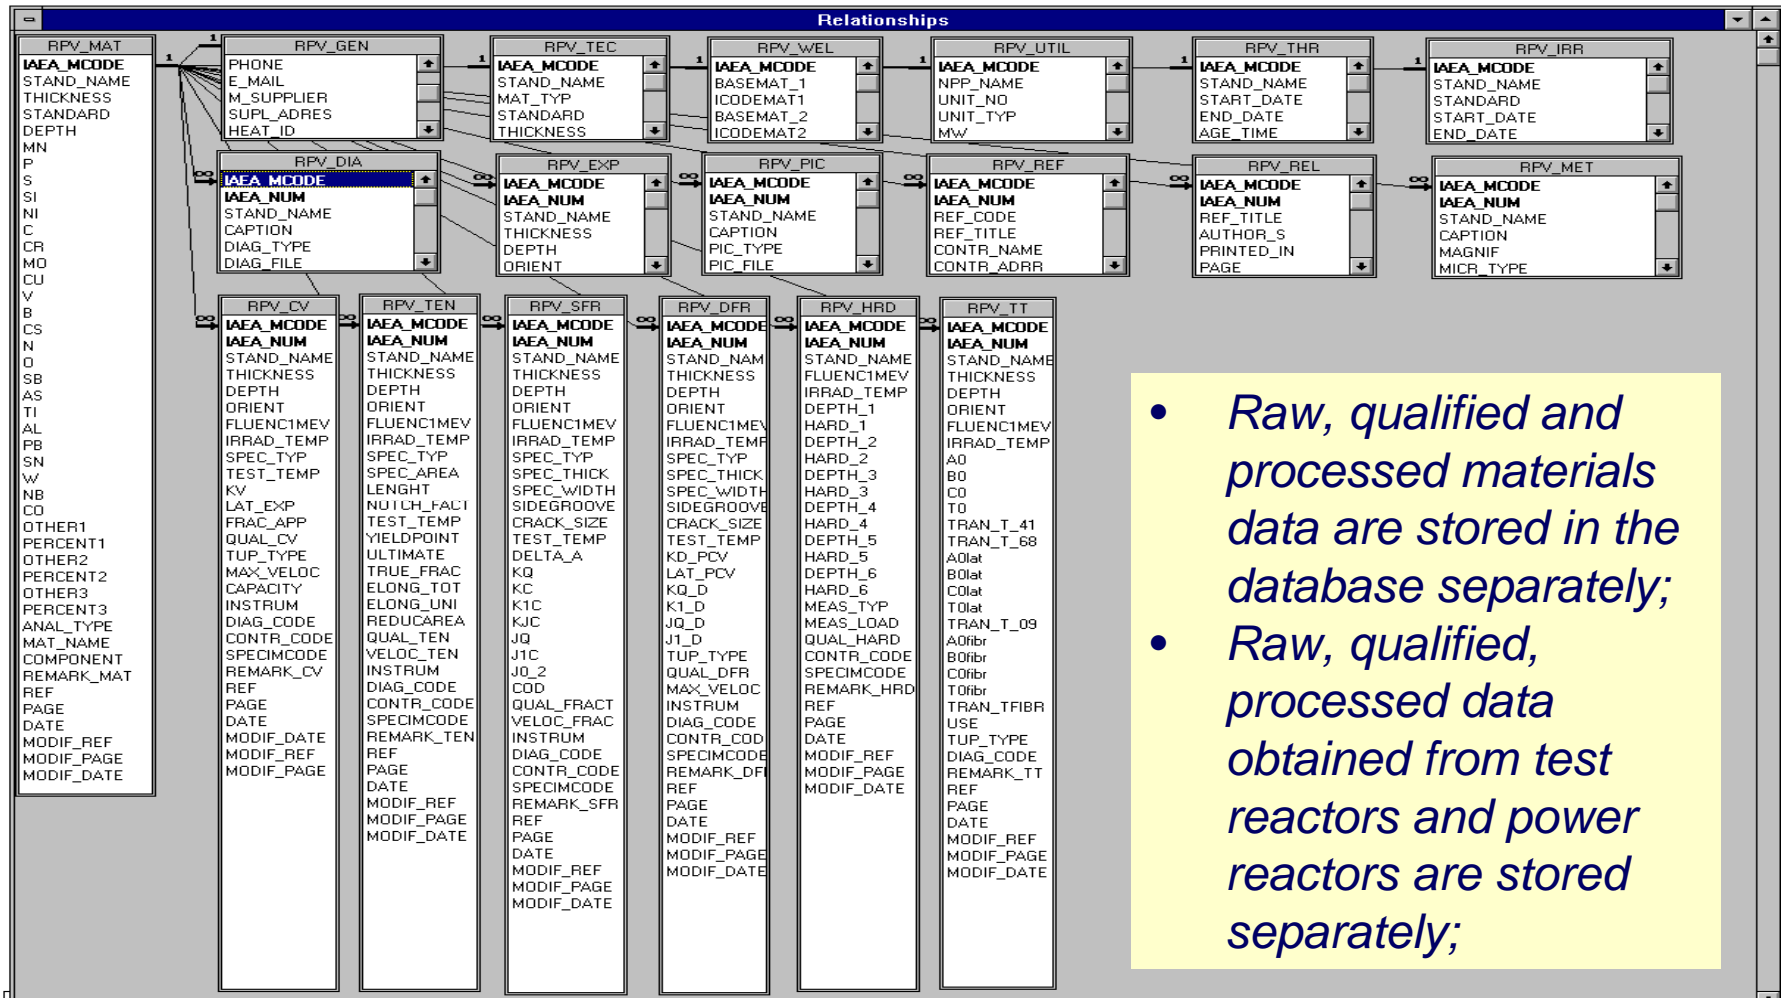 Relationships
RPV_MAT
IAEA_MCODE
STAND_NAME
THICKNESS
STANDARD
DEPTH
MN
P
S
SI
NI
C
CR
MO
CU
V
B
CS
N
O
SB
AS
TI
AL
PB
SN
W
NB
CO
OTHER1
PERCENT1
OTHER2
PERCENT2
OTHER3
PERCENT3
ANAL_TYPE
MAT_NAME
COMPONENT
REMARK_MAT
REF
PAGE
DATE
MODIF_REF
MODIF_PAGE
MODIF_DATE
1
1
RPV_GEN
PHONE
E_MAIL
M_SUPPLIER
SUPL_ADRES
HEAT_ID
1
RPV_TEC
IAEA_MCODE
STAND_NAME
MAT_TYP
STANDARD
THICKNESS
1
RPV_WEL
IAEA_MCODE
BASEMAT_1
ICODEMAT1
BASEMAT_2
ICODEMAT2
1
RPV_UTIL
IAEA_MCODE
NPP_NAME
UNIT_NO
UNIT_TYP
MW
1
RPV_THR
IAEA_MCODE
STAND_NAME
START_DATE
END_DATE
AGE_TIME
1
RPV_IRR
IAEA_MCODE
STAND_NAME
STANDARD
START_DATE
END_DATE
∞
RPV_DIA
IAEA_MCODE
IAEA_NUM
STAND_NAME
CAPTION
DIAG_TYPE
DIAG_FILE
∞
RPV_EXP
IAEA_MCODE
IAEA_NUM
STAND_NAME
THICKNESS
DEPTH
ORIENT
∞
RPV_PIC
IAEA_MCODE
IAEA_NUM
STAND_NAME
CAPTION
PIC_TYPE
PIC_FILE
∞
RPV_REF
IAEA_MCODE
IAEA_NUM
REF_CODE
REF_TITLE
CONTR_NAME
CONTR_ADRR
∞
RPV_REL
IAEA_MCODE
IAEA_NUM
REF_TITLE
AUTHOR_S
PRINTED_IN
PAGE
∞
RPV_MET
IAEA_MCODE
IAEA_NUM
STAND_NAME
CAPTION
MAGNIF
MICR_TYPE
∞
RPV_CV
IAEA_MCODE
IAEA_NUM
STAND_NAME
THICKNESS
DEPTH
ORIENT
FLUENC1MEV
IRRAD_TEMP
SPEC_TYP
TEST_TEMP
KV
LAT_EXP
FRAC_APP
QUAL_CV
TUP_TYPE
MAX_VELOC
CAPACITY
INSTRUM
DIAG_CODE
CONTR_CODE
SPECIMCODE
REMARK_CV
REF
PAGE
DATE
MODIF_DATE
MODIF_REF
MODIF_PAGE
∞
RPV_TEN
IAEA_MCODE
IAEA_NUM
STAND_NAME
THICKNESS
DEPTH
ORIENT
FLUENC1MEV
IRRAD_TEMP
SPEC_TYP
SPEC_AREA
LENGHT
NOTCH_FACT
TEST_TEMP
YIELDPOINT
ULTIMATE
TRUE_FRAC
ELONG_TOT
ELONG_UNI
REDUCAREA
QUAL_TEN
VELOC_TEN
INSTRUM
DIAG_CODE
CONTR_CODE
SPECIMCODE
REMARK_TEN
REF
PAGE
DATE
MODIF_REF
MODIF_PAGE
MODIF_DATE
∞
RPV_SFR
IAEA_MCODE
IAEA_NUM
STAND_NAME
THICKNESS
DEPTH
ORIENT
FLUENC1MEV
IRRAD_TEMP
SPEC_TYP
SPEC_THICK
SPEC_WIDTH
SIDEGROOVE
CRACK_SIZE
TEST_TEMP
DELTA_A
KQ
KC
K1C
KJC
JQ
J1C
J0_2
COD
QUAL_FRACT
VELOC_FRAC
INSTRUM
DIAG_CODE
CONTR_CODE
SPECIMCODE
REMARK_SFR
REF
PAGE
DATE
MODIF_REF
MODIF_PAGE
MODIF_DATE
∞
RPV_DFR
IAEA_MCODE
IAEA_NUM
STAND_NAM
THICKNESS
DEPTH
ORIENT
FLUENC1MEV
IRRAD_TEMP
SPEC_TYP
SPEC_THICK
SPEC_WIDTH
SIDEGROOVE
CRACK_SIZE
TEST_TEMP
KD_PCV
LAT_PCV
KQ_D
K1_D
JQ_D
J1_D
TUP_TYPE
QUAL_DFR
MAX_VELOC
INSTRUM
DIAG_CODE
CONTR_COD
SPECIMCODE
REMARK_DFI
REF
PAGE
DATE
MODIF_REF
MODIF_PAGE
MODIF_DATE
∞
RPV_HRD
IAEA_MCODE
IAEA_NUM
STAND_NAME
FLUENC1MEV
IRRAD_TEMP
DEPTH_1
HARD_1
DEPTH_2
HARD_2
DEPTH_3
HARD_3
DEPTH_4
HARD_4
DEPTH_5
HARD_5
DEPTH_6
HARD_6
MEAS_TYP
MEAS_LOAD
QUAL_HARD
CONTR_CODE
SPECIMCODE
REMARK_HRD
REF
PAGE
DATE
MODIF_REF
MODIF_PAGE
MODIF_DATE
∞
RPV_TT
IAEA_MCODE
IAEA_NUM
STAND_NAME
THICKNESS
DEPTH
ORIENT
FLUENC1MEV
IRRAD_TEMP
A0
B0
C0
T0
TRAN_T_41
TRAN_T_68
A0lat
B0lat
C0lat
T0lat
TRAN_T_09
A0fibr
B0fibr
C0fibr
T0fibr
TRAN_TFIBR
USE
TUP_TYPE
DIAG_CODE
REMARK_TT
REF
PAGE
DATE
MODIF_REF
MODIF_PAGE
MODIF_DATE
• Raw, qualified and
processed materials
data are stored in the
database separately;
• Raw, qualified,
processed data
obtained from test
reactors and power
reactors are stored
separately;